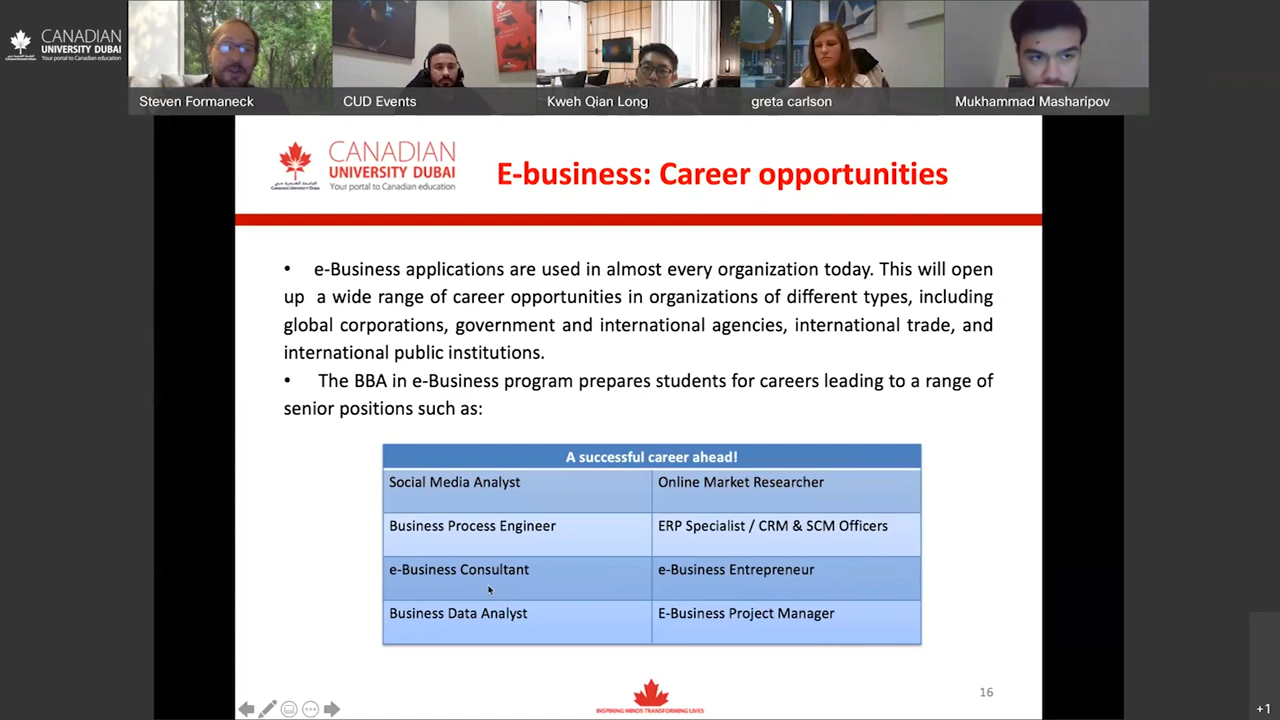 CANADIAN
UNIVERSITY DUBAI
Your portal to Canadian education
Steven Formaneck
CUD Events
Kweh Qian Long
greta carlson
Mukhammad Masharipov
CANADIAN
UNIVERSITY DUBAI
Your portal to Canadian education
E-business: Career opportunities
• e-Business applications are used in almost every organization today. This will open
up a wide range of career opportunities in organizations of different types, including
global corporations, government and international agencies, international trade, and
international public institutions.
• The BBA in e-Business program prepares students for careers leading to a range of
senior positions such as:
A successful career ahead!
Social Media Analyst
Online Market Researcher
Business Process Engineer
ERP Specialist / CRM & SCM Officers
e-Business Consultant
e-Business Entrepreneur
Business Data Analyst
E-Business Project Manager
INSPIRING MINDS TRANSFORMING LIVES
16
+1